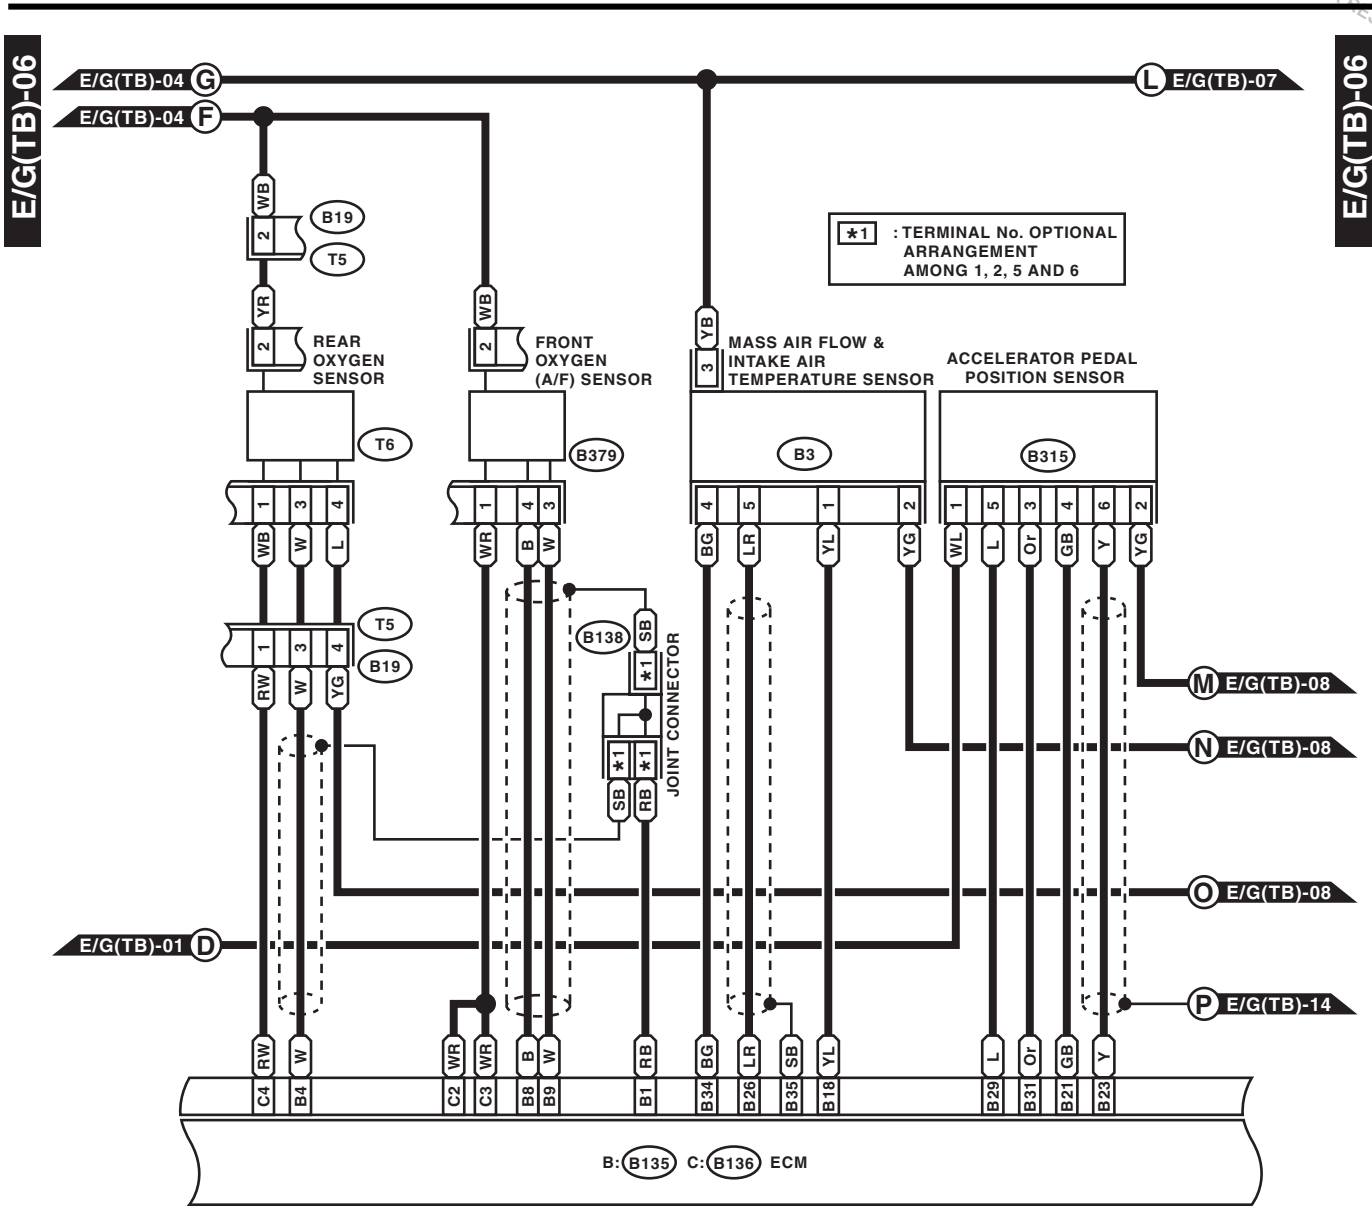 E/G(TB)-06
E/G(TB)-06
E/G(TB)-04 G
L E/G(TB)-07
E/G(TB)-04 F
WB
2
B19
T5
*1 : TERMINAL No. OPTIONAL
ARRANGEMENT
AMONG 1, 2, 5 AND 6
YR
WB
YB
2
REAR
OXYGEN
SENSOR
2
FRONT
OXYGEN
(A/F) SENSOR
3
MASS AIR FLOW &
INTAKE AIR
TEMPERATURE SENSOR
ACCELERATOR PEDAL
POSITION SENSOR
T6
B379
B3
B315
1 3 4
1 4 3
4 5 1 2
1 5 3 4 6 2
WB W L
WR B W
BG LR YL YG
WL L Or GB Y YG
T5
1 3 4
B19
RW W YG
B138
SB
*1
JOINT CONNECTOR
*1 *1
SB RB
M E/G(TB)-08
N E/G(TB)-08
O E/G(TB)-08
E/G(TB)-01 D
P E/G(TB)-14
RW W WR WR B W RB BG LR SB YL L Or GB Y
C4 B4 C2 C3 B8 B9 B1 B34 B26 B35 B18 B29 B31 B21 B23
B: B135 C: B136 ECM